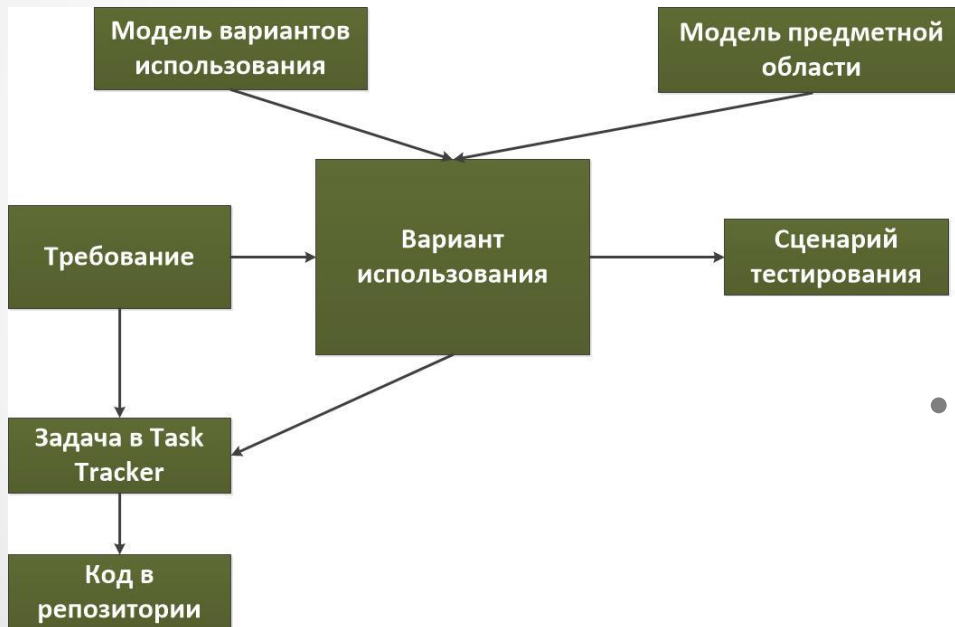 Модель вариантов
использования
Модель предметной
области
Требование
Вариант
использования
Сценарий
тестирования
Задача в Task
Tracker
Код в
репозитории